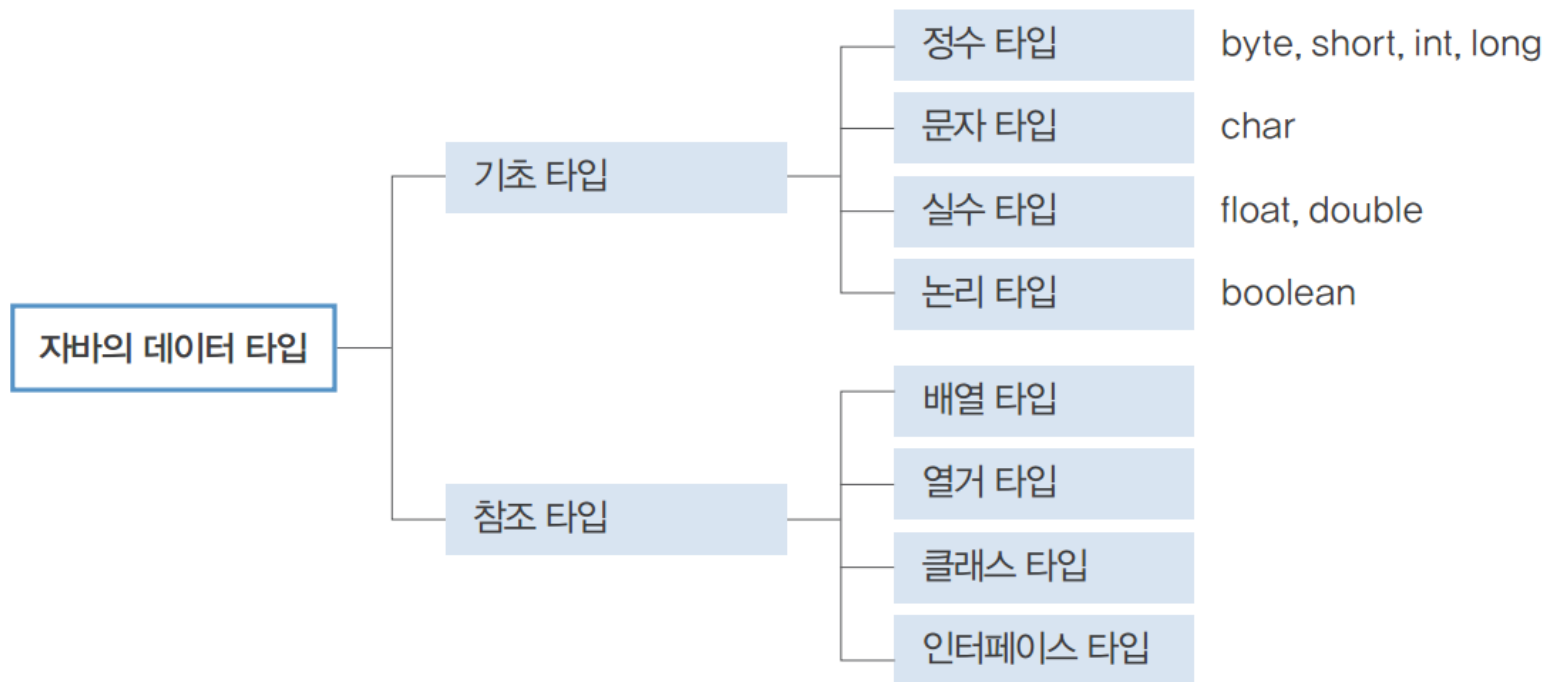 정수 타입 byte, short, int, long
문자 타입 char
기초 타입
실수 타입 float, double
논리 타입 boolean
자바의 데이터 타입
배열 타입
열거 타입
참조 타입
클래스 타입
인터페이스 타입